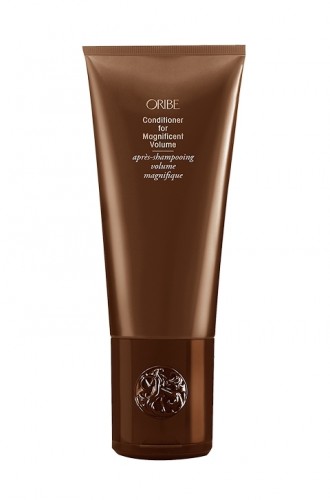 ORIBE
Conditioner
for
Magnificent
Volume
après-shampooing
volume
magnifique